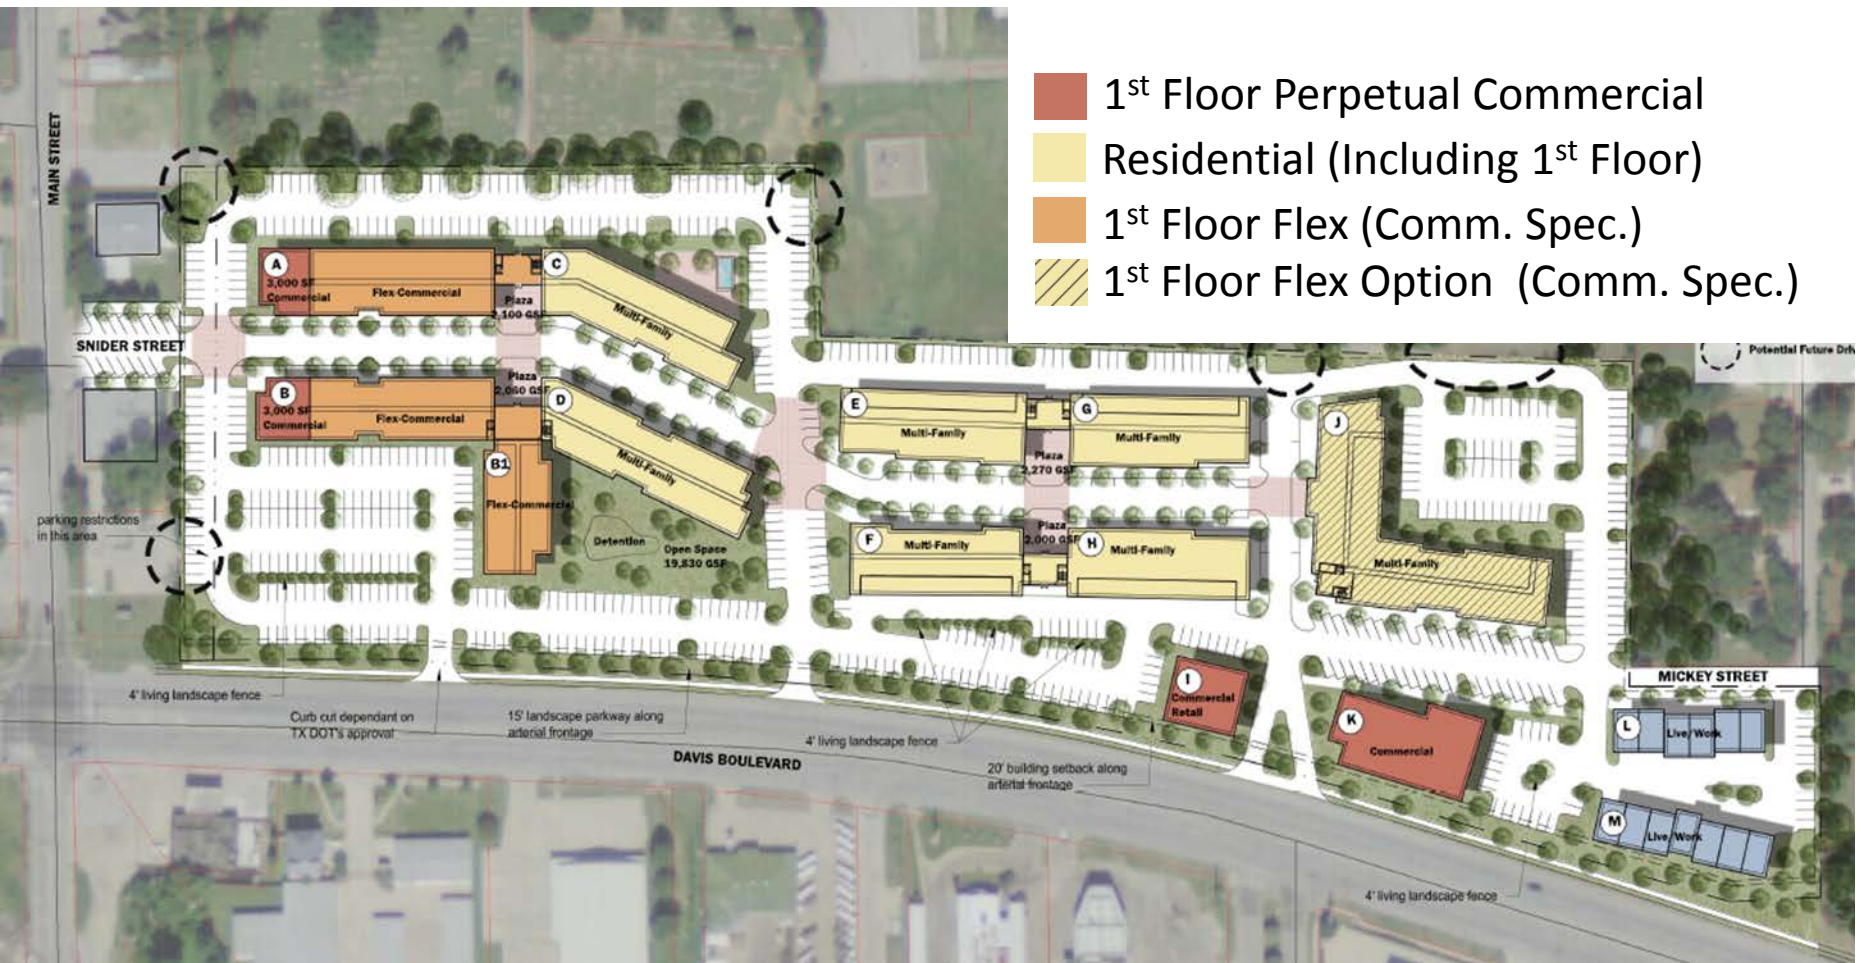 1st Floor Perpetual Commercial
Residential (Including 1st Floor)
1st Floor Flex (Comm. Spec.)
1st Floor Flex Option (Comm. Spec.)
Potential Future
MAIN STREET
SNIDER STREET
A
3,000 SF
Commercial
Flex-Commercial
Plaza
2,100 GSF
C
Multi-Family
B
3,000 SF
Commercial
Flex-Commercial
Plaza
2,060 GSF
D
Multi-Family
B1
Flex-Commercial
Detention
Open Space
19,830 GSF
E
Multi-Family
G
Multi-Family
Plaza
2,270 GSF
F
Multi-Family
Plaza
2,000 GSF
H
Multi-Family
J
Multi-Family
parking restrictions
in this area
4' living landscape fence
Curb cut dependant on
TX DOT's approval
15' landscape parkway along
arterial frontage
4' living landscape fence
DAVIS BOULEVARD
20' building setback along
arterial frontage
I
Commercial
Retail
K
Commercial
MICKEY STREET
L
Live/Work
M
Live/Work
4' living landscape fence